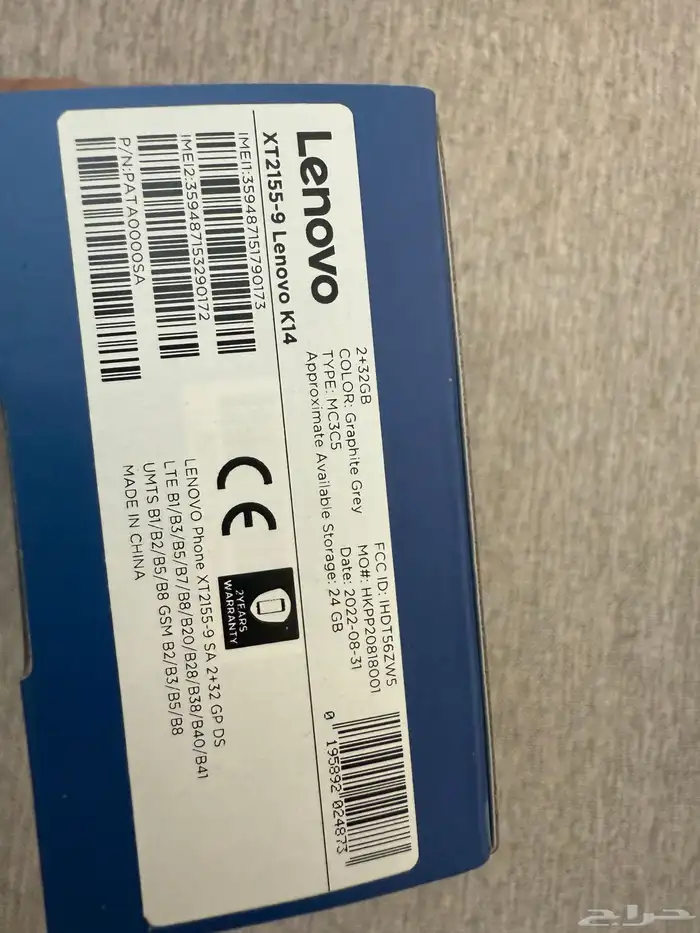 Lenovo
XT2155-9 Lenovo K14
IMEI1:359487151790173
IMEI2:359487153290172
P/N:PATA0000SA
2+32GB
COLOR: Graphite Grey
TYPE: MC3C5
Approximate Available Storage: 24 GB
FCC ID: IHDT56ZW5
MO#: HKPP20818001
Date: 2022-08-31
0 195892 024873
CE
2YEARS
WARRANTY
LENOVO Phone XT2155-9 SA 2+32 GP DS
LTE B1/B3/B5/B7/B8/B20/B28/B38/B40/B41
UMTS B1/B2/B5/B8 GSM B2/B3/B5/B8
MADE IN CHINA
حراج